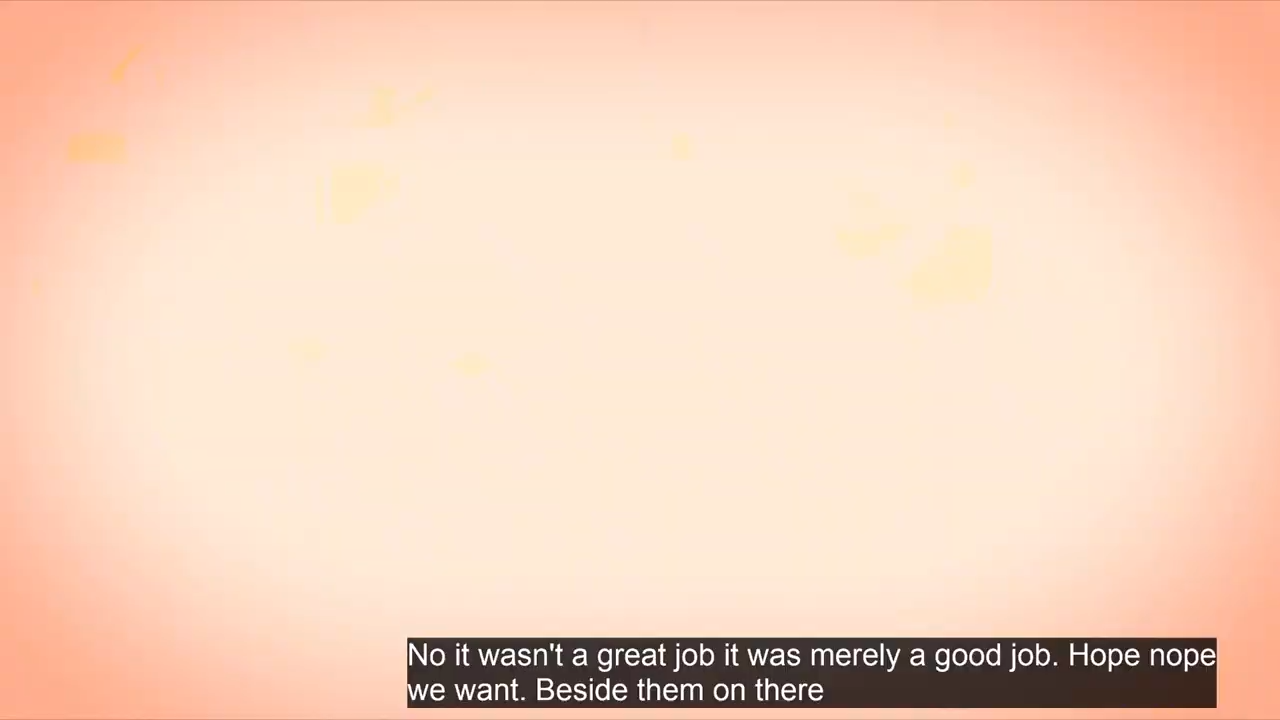 No it wasn't a great job it was merely a good job. Hope nope
we want. Beside them on there